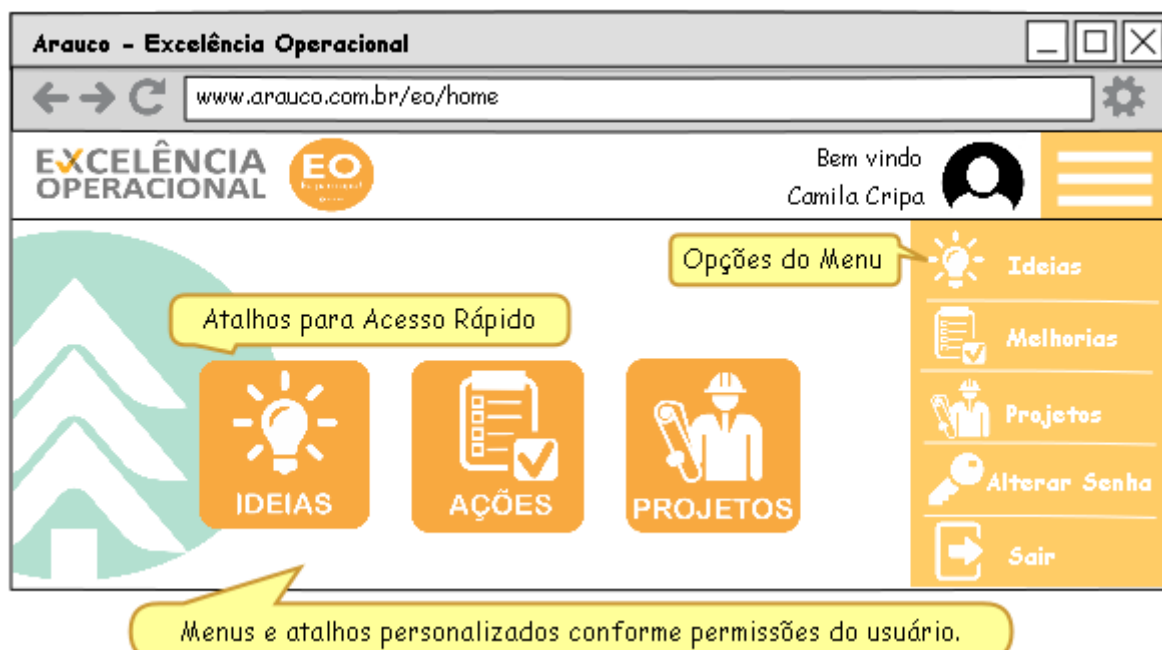 Arauco - Excelência Operacional
www.arauco.com.br/eo/home
EXCELÊNCIA
OPERACIONAL
EO
Bem vindo
Camila Cripa
Opções do Menu
Ideias
Atalhos para Acesso Rápido
Melhorias
Projetos
Alterar Senha
Sair
IDEIAS
AÇÕES
PROJETOS
Menus e atalhos personalizados conforme permissões do usuário.